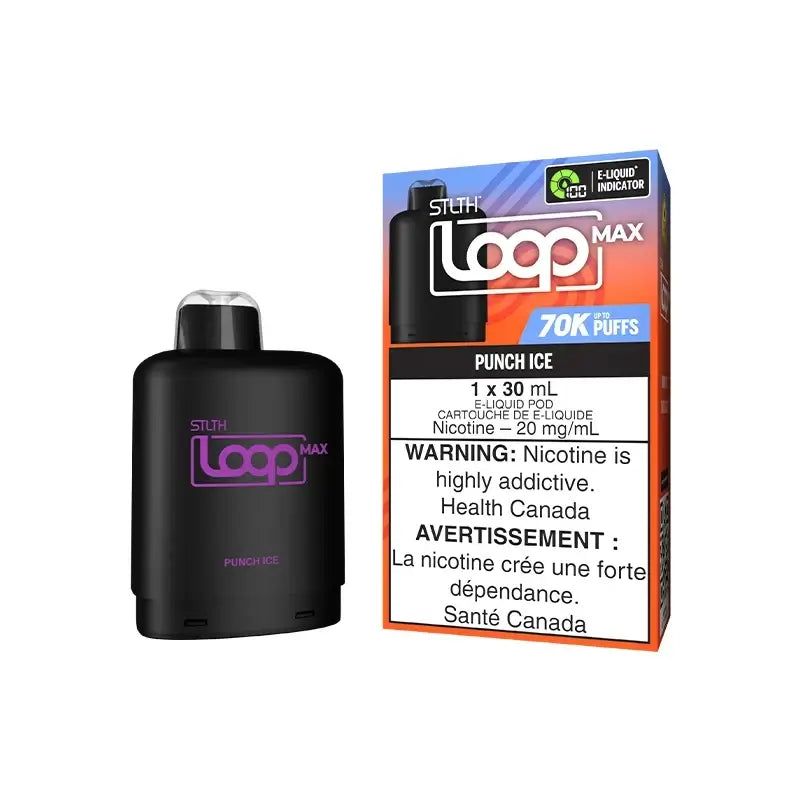 STLTH
Loop MAX
PUNCH ICE
100
E-LIQUID*
INDICATOR
STLTH™
Loop MAX
70K UP TO PUFFS
PUNCH ICE
1 x 30 mL
E-LIQUID POD
CARTOUCHE DE E-LIQUIDE
Nicotine – 20 mg/mL
WARNING: Nicotine is
highly addictive.
Health Canada
AVERTISSEMENT :
La nicotine crée une forte
dépendance.
Santé Canada